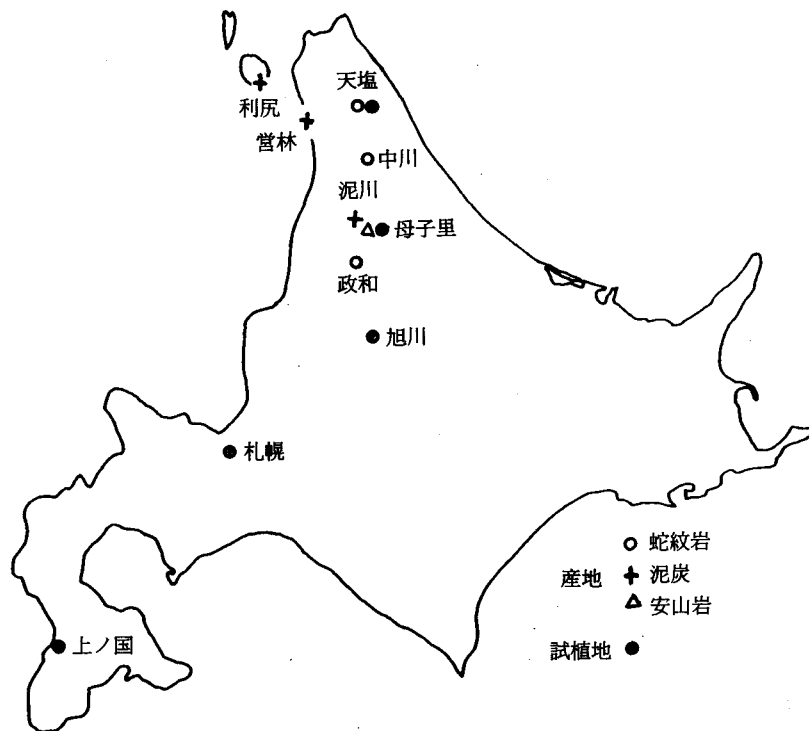 天塩
利尻
営林
中川
泥川
母子里
政和
旭川
札幌
上ノ国
産地
蛇紋岩
泥炭
安山岩
試植地